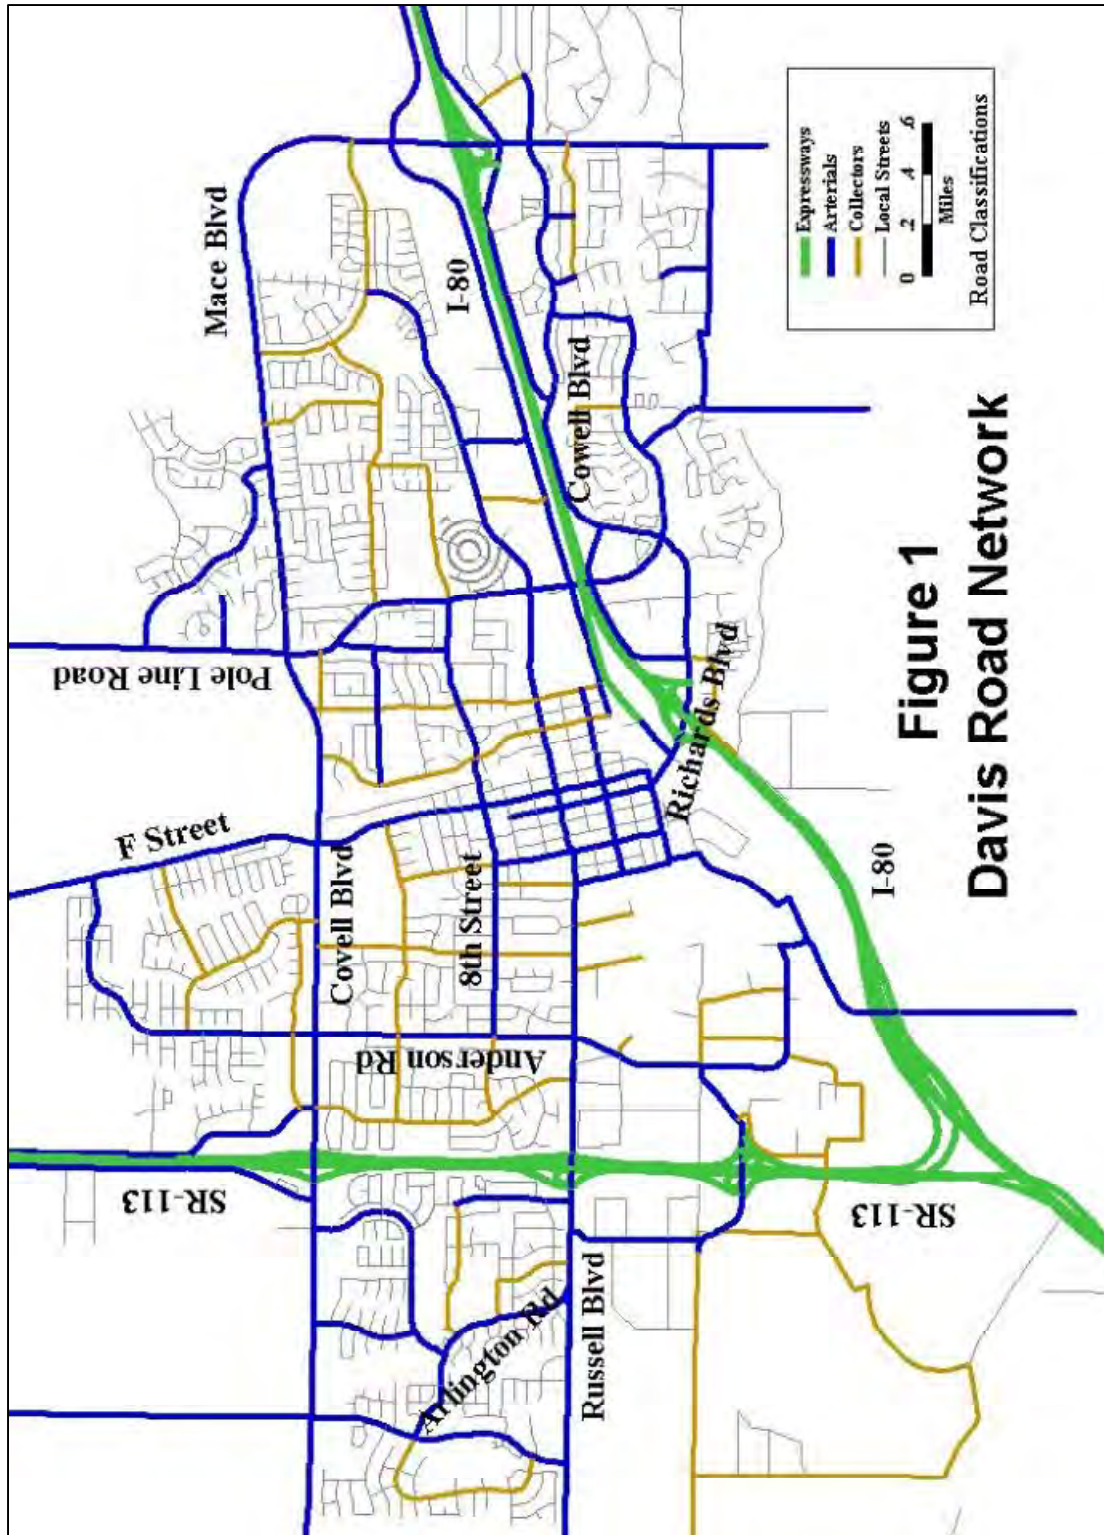 Mace Blvd
I-80
Pole Line Road
Cowell Blvd
F Street
Covell Blvd
8th Street
Richards Blvd
Anderson Rd
I-80
SR-113
SR-113
Arlington Rd
Russell Blvd
Expressways
Arterials
Collectors
Local Streets
0 .2 .4 .6
Miles
Road Classifications
Figure 1
Davis Road Network